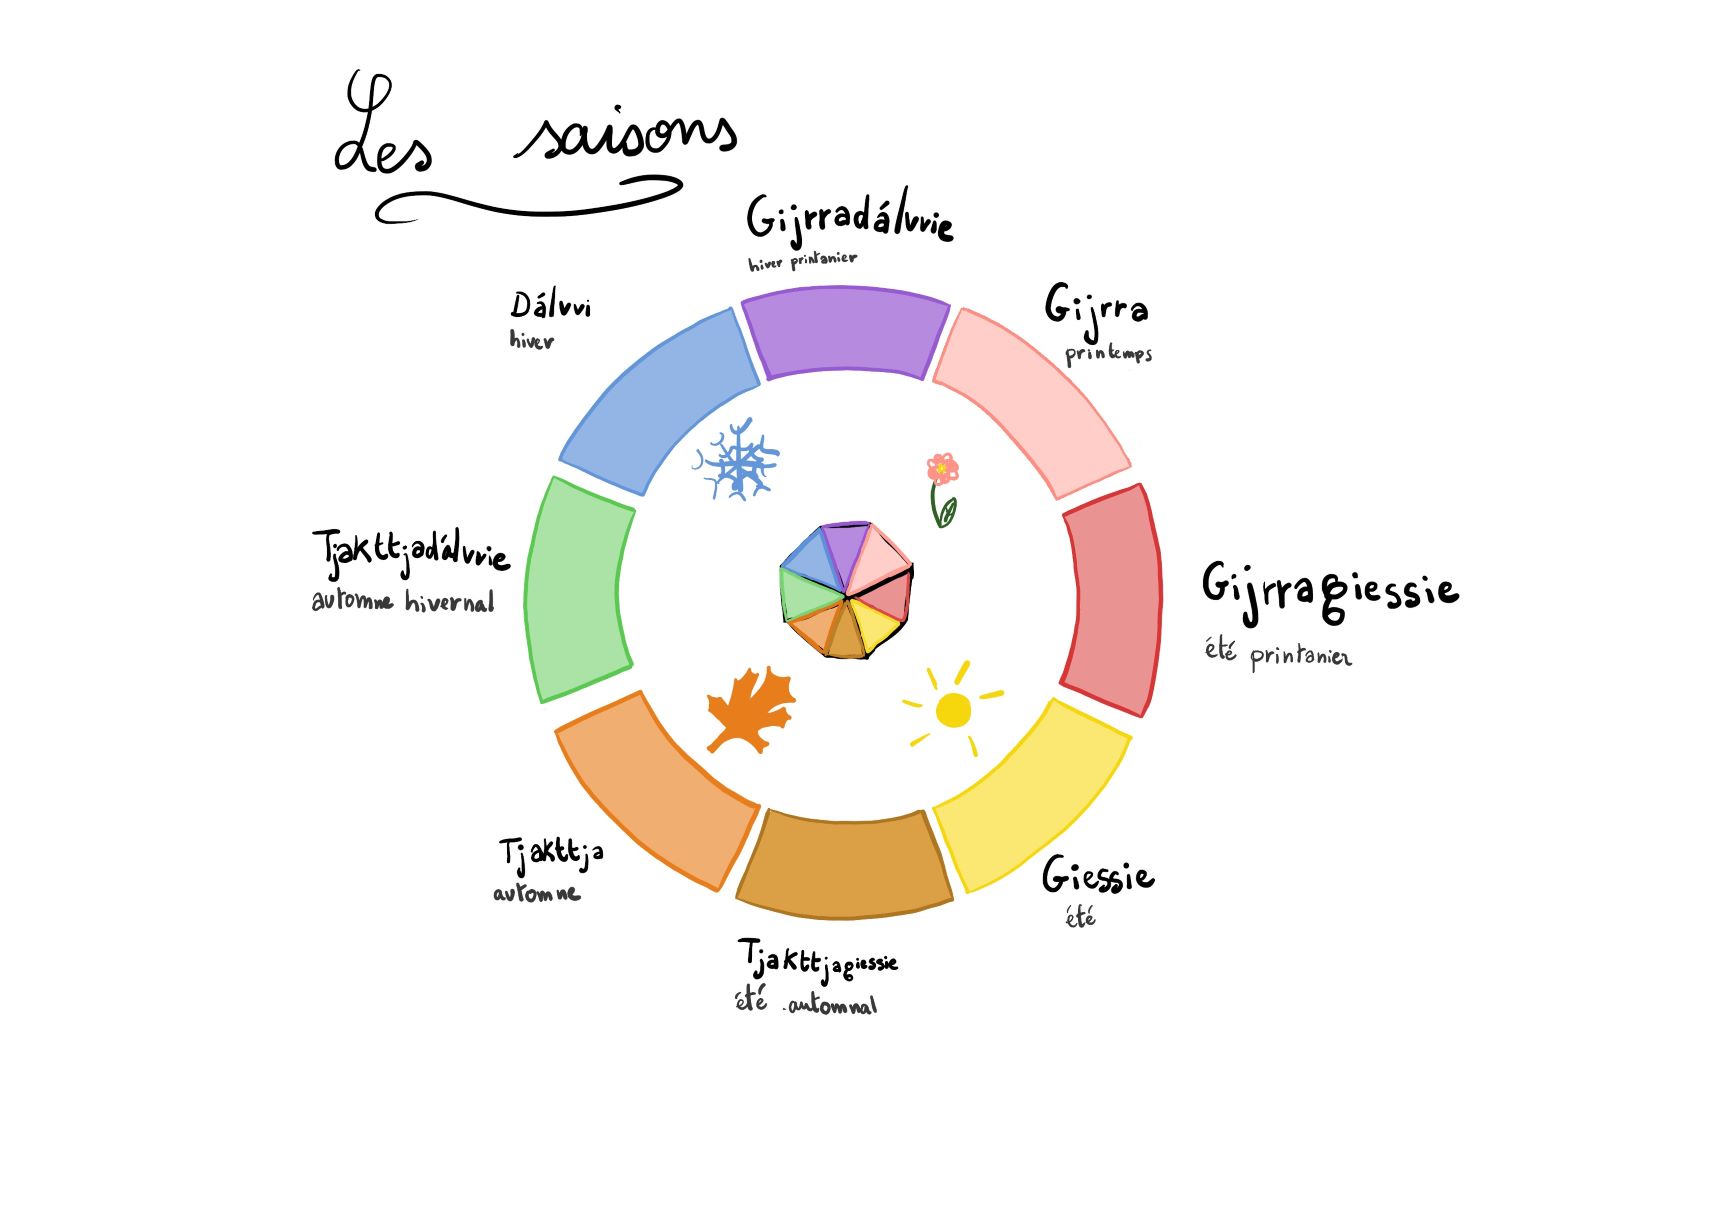 Les saisons
Gijrradálvvie
hiver printanier
Dálvvi
hiver
Gijrra
printemps
Tjakttjadálvvie
automne hivernal
Gijrragiessie
été printanier
Tjakttja
automne
Giessie
été
Tjakttjagiessie
été automnal